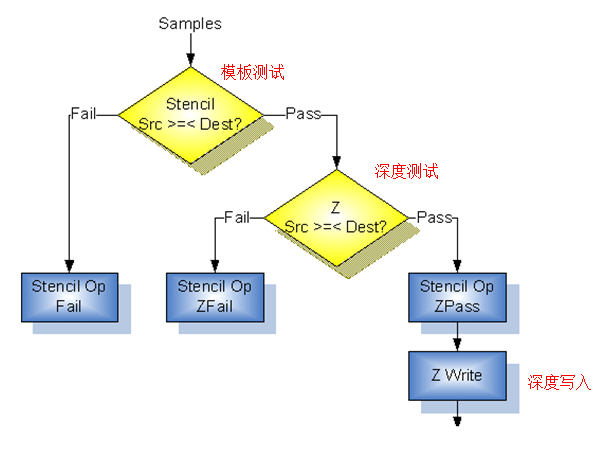 Samples
模板测试
Stencil
Src >=< Dest?
Fail
Pass
深度测试
Z
Src >=< Dest?
Fail
Pass
Stencil Op
Fail
Stencil Op
ZFail
Stencil Op
ZPass
Z Write
深度写入